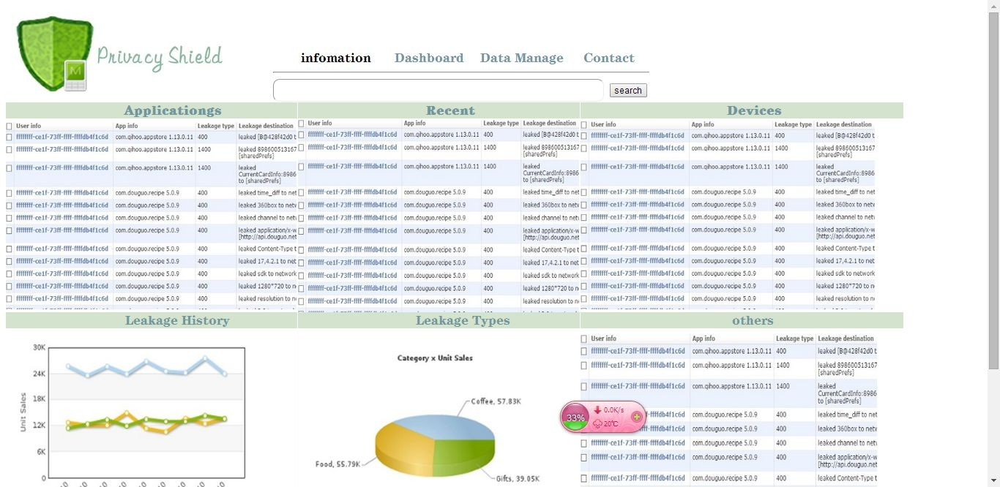 Privacy Shield
infomation Dashboard Data Manage Contact
search
Applicationgs
User info App info Leakage type Leakage destination
ffffffff-ce1f-73ff-ffff-ffffdb4f1c6d com.qihoo.appstore 1.13.0.11 400 leaked [B@428f42d0 t
ffffffff-ce1f-73ff-ffff-ffffdb4f1c6d com.qihoo.appstore 1.13.0.11 1400 leaked 898600513167
[sharedPrefs]
ffffffff-ce1f-73ff-ffff-ffffdb4f1c6d com.qihoo.appstore 1.13.0.11 1400 leaked
CurrentCardInfo:8986
to [sharedPrefs]
ffffffff-ce1f-73ff-ffff-ffffdb4f1c6d com.douguo.recipe 5.0.9 400 leaked time_diff to net
ffffffff-ce1f-73ff-ffff-ffffdb4f1c6d com.douguo.recipe 5.0.9 400 leaked 360box to net
ffffffff-ce1f-73ff-ffff-ffffdb4f1c6d com.douguo.recipe 5.0.9 400 leaked channel to net
ffffffff-ce1f-73ff-ffff-ffffdb4f1c6d com.douguo.recipe 5.0.9 400 leaked application/x-w
[http://api.douguo.net
ffffffff-ce1f-73ff-ffff-ffffdb4f1c6d com.douguo.recipe 5.0.9 400 leaked Content-Type t
ffffffff-ce1f-73ff-ffff-ffffdb4f1c6d com.douguo.recipe 5.0.9 400 leaked 17,4.2.1 to net
ffffffff-ce1f-73ff-ffff-ffffdb4f1c6d com.douguo.recipe 5.0.9 400 leaked sdk to network
ffffffff-ce1f-73ff-ffff-ffffdb4f1c6d com.douguo.recipe 5.0.9 400 leaked 1280*720 to n
ffffffff-ce1f-73ff-ffff-ffffdb4f1c6d com.douguo.recipe 5.0.9 400 leaked resolution to n
Recent
User info App info Leakage type Leakage destination
ffffffff-ce1f-73ff-ffff-ffffdb4f1c6d com.qihoo.appstore 1.13.0.11 400 leaked [B@428f42d0 t
ffffffff-ce1f-73ff-ffff-ffffdb4f1c6d com.qihoo.appstore 1.13.0.11 1400 leaked 898600513167
[sharedPrefs]
ffffffff-ce1f-73ff-ffff-ffffdb4f1c6d com.qihoo.appstore 1.13.0.11 1400 leaked
CurrentCardInfo:8986
to [sharedPrefs]
ffffffff-ce1f-73ff-ffff-ffffdb4f1c6d com.douguo.recipe 5.0.9 400 leaked time_diff to net
ffffffff-ce1f-73ff-ffff-ffffdb4f1c6d com.douguo.recipe 5.0.9 400 leaked 360box to net
ffffffff-ce1f-73ff-ffff-ffffdb4f1c6d com.douguo.recipe 5.0.9 400 leaked channel to net
ffffffff-ce1f-73ff-ffff-ffffdb4f1c6d com.douguo.recipe 5.0.9 400 leaked application/x-w
[http://api.douguo.net
ffffffff-ce1f-73ff-ffff-ffffdb4f1c6d com.douguo.recipe 5.0.9 400 leaked Content-Type t
ffffffff-ce1f-73ff-ffff-ffffdb4f1c6d com.douguo.recipe 5.0.9 400 leaked 17,4.2.1 to net
ffffffff-ce1f-73ff-ffff-ffffdb4f1c6d com.douguo.recipe 5.0.9 400 leaked sdk to network
ffffffff-ce1f-73ff-ffff-ffffdb4f1c6d com.douguo.recipe 5.0.9 400 leaked 1280*720 to n
ffffffff-ce1f-73ff-ffff-ffffdb4f1c6d com.douguo.recipe 5.0.9 400 leaked resolution to n
Devices
User info App info Leakage type Leakage destination
ffffffff-ce1f-73ff-ffff-ffffdb4f1c6d com.qihoo.appstore 1.13.0.11 400 leaked [B@428f42d0 t
ffffffff-ce1f-73ff-ffff-ffffdb4f1c6d com.qihoo.appstore 1.13.0.11 1400 leaked 898600513167
[sharedPrefs]
ffffffff-ce1f-73ff-ffff-ffffdb4f1c6d com.qihoo.appstore 1.13.0.11 1400 leaked
CurrentCardInfo:8986
to [sharedPrefs]
ffffffff-ce1f-73ff-ffff-ffffdb4f1c6d com.douguo.recipe 5.0.9 400 leaked time_diff to net
ffffffff-ce1f-73ff-ffff-ffffdb4f1c6d com.douguo.recipe 5.0.9 400 leaked 360box to net
ffffffff-ce1f-73ff-ffff-ffffdb4f1c6d com.douguo.recipe 5.0.9 400 leaked channel to net
ffffffff-ce1f-73ff-ffff-ffffdb4f1c6d com.douguo.recipe 5.0.9 400 leaked application/x-w
[http://api.douguo.net
ffffffff-ce1f-73ff-ffff-ffffdb4f1c6d com.douguo.recipe 5.0.9 400 leaked Content-Type t
ffffffff-ce1f-73ff-ffff-ffffdb4f1c6d com.douguo.recipe 5.0.9 400 leaked 17,4.2.1 to net
ffffffff-ce1f-73ff-ffff-ffffdb4f1c6d com.douguo.recipe 5.0.9 400 leaked sdk to network
ffffffff-ce1f-73ff-ffff-ffffdb4f1c6d com.douguo.recipe 5.0.9 400 leaked 1280*720 to n
ffffffff-ce1f-73ff-ffff-ffffdb4f1c6d com.douguo.recipe 5.0.9 400 leaked resolution to n
Leakage History
30K
24K
18K
12K
6K
0
Unit Sales
Leakage Types
Category x Unit Sales
Coffee, 57.83K
Food, 55.79K
Gifts, 39.05K
others
User info App info Leakage type Leakage destination
ffffffff-ce1f-73ff-ffff-ffffdb4f1c6d com.qihoo.appstore 1.13.0.11 400 leaked [B@428f42d0 t
ffffffff-ce1f-73ff-ffff-ffffdb4f1c6d com.qihoo.appstore 1.13.0.11 1400 leaked 898600513167
[sharedPrefs]
ffffffff-ce1f-73ff-ffff-ffffdb4f1c6d com.qihoo.appstore 1.13.0.11 1400 leaked
CurrentCardInfo:8986
to [sharedPrefs]
33% 0.0K/s
20℃
ffff-ffffdb4f1c6d com.douguo.recipe 5.0.9 400 leaked time_diff to net
ffff-ffffdb4f1c6d com.douguo.recipe 5.0.9 400 leaked 360box to net
ffffffff-ce1f-73ff-ffff-ffffdb4f1c6d com.douguo.recipe 5.0.9 400 leaked channel to net
ffffffff-ce1f-73ff-ffff-ffffdb4f1c6d com.douguo.recipe 5.0.9 400 leaked application/x-w
[http://api.douguo.net
ffffffff-ce1f-73ff-ffff-ffffdb4f1c6d com.douguo.recipe 5.0.9 400 leaked Content-Type t